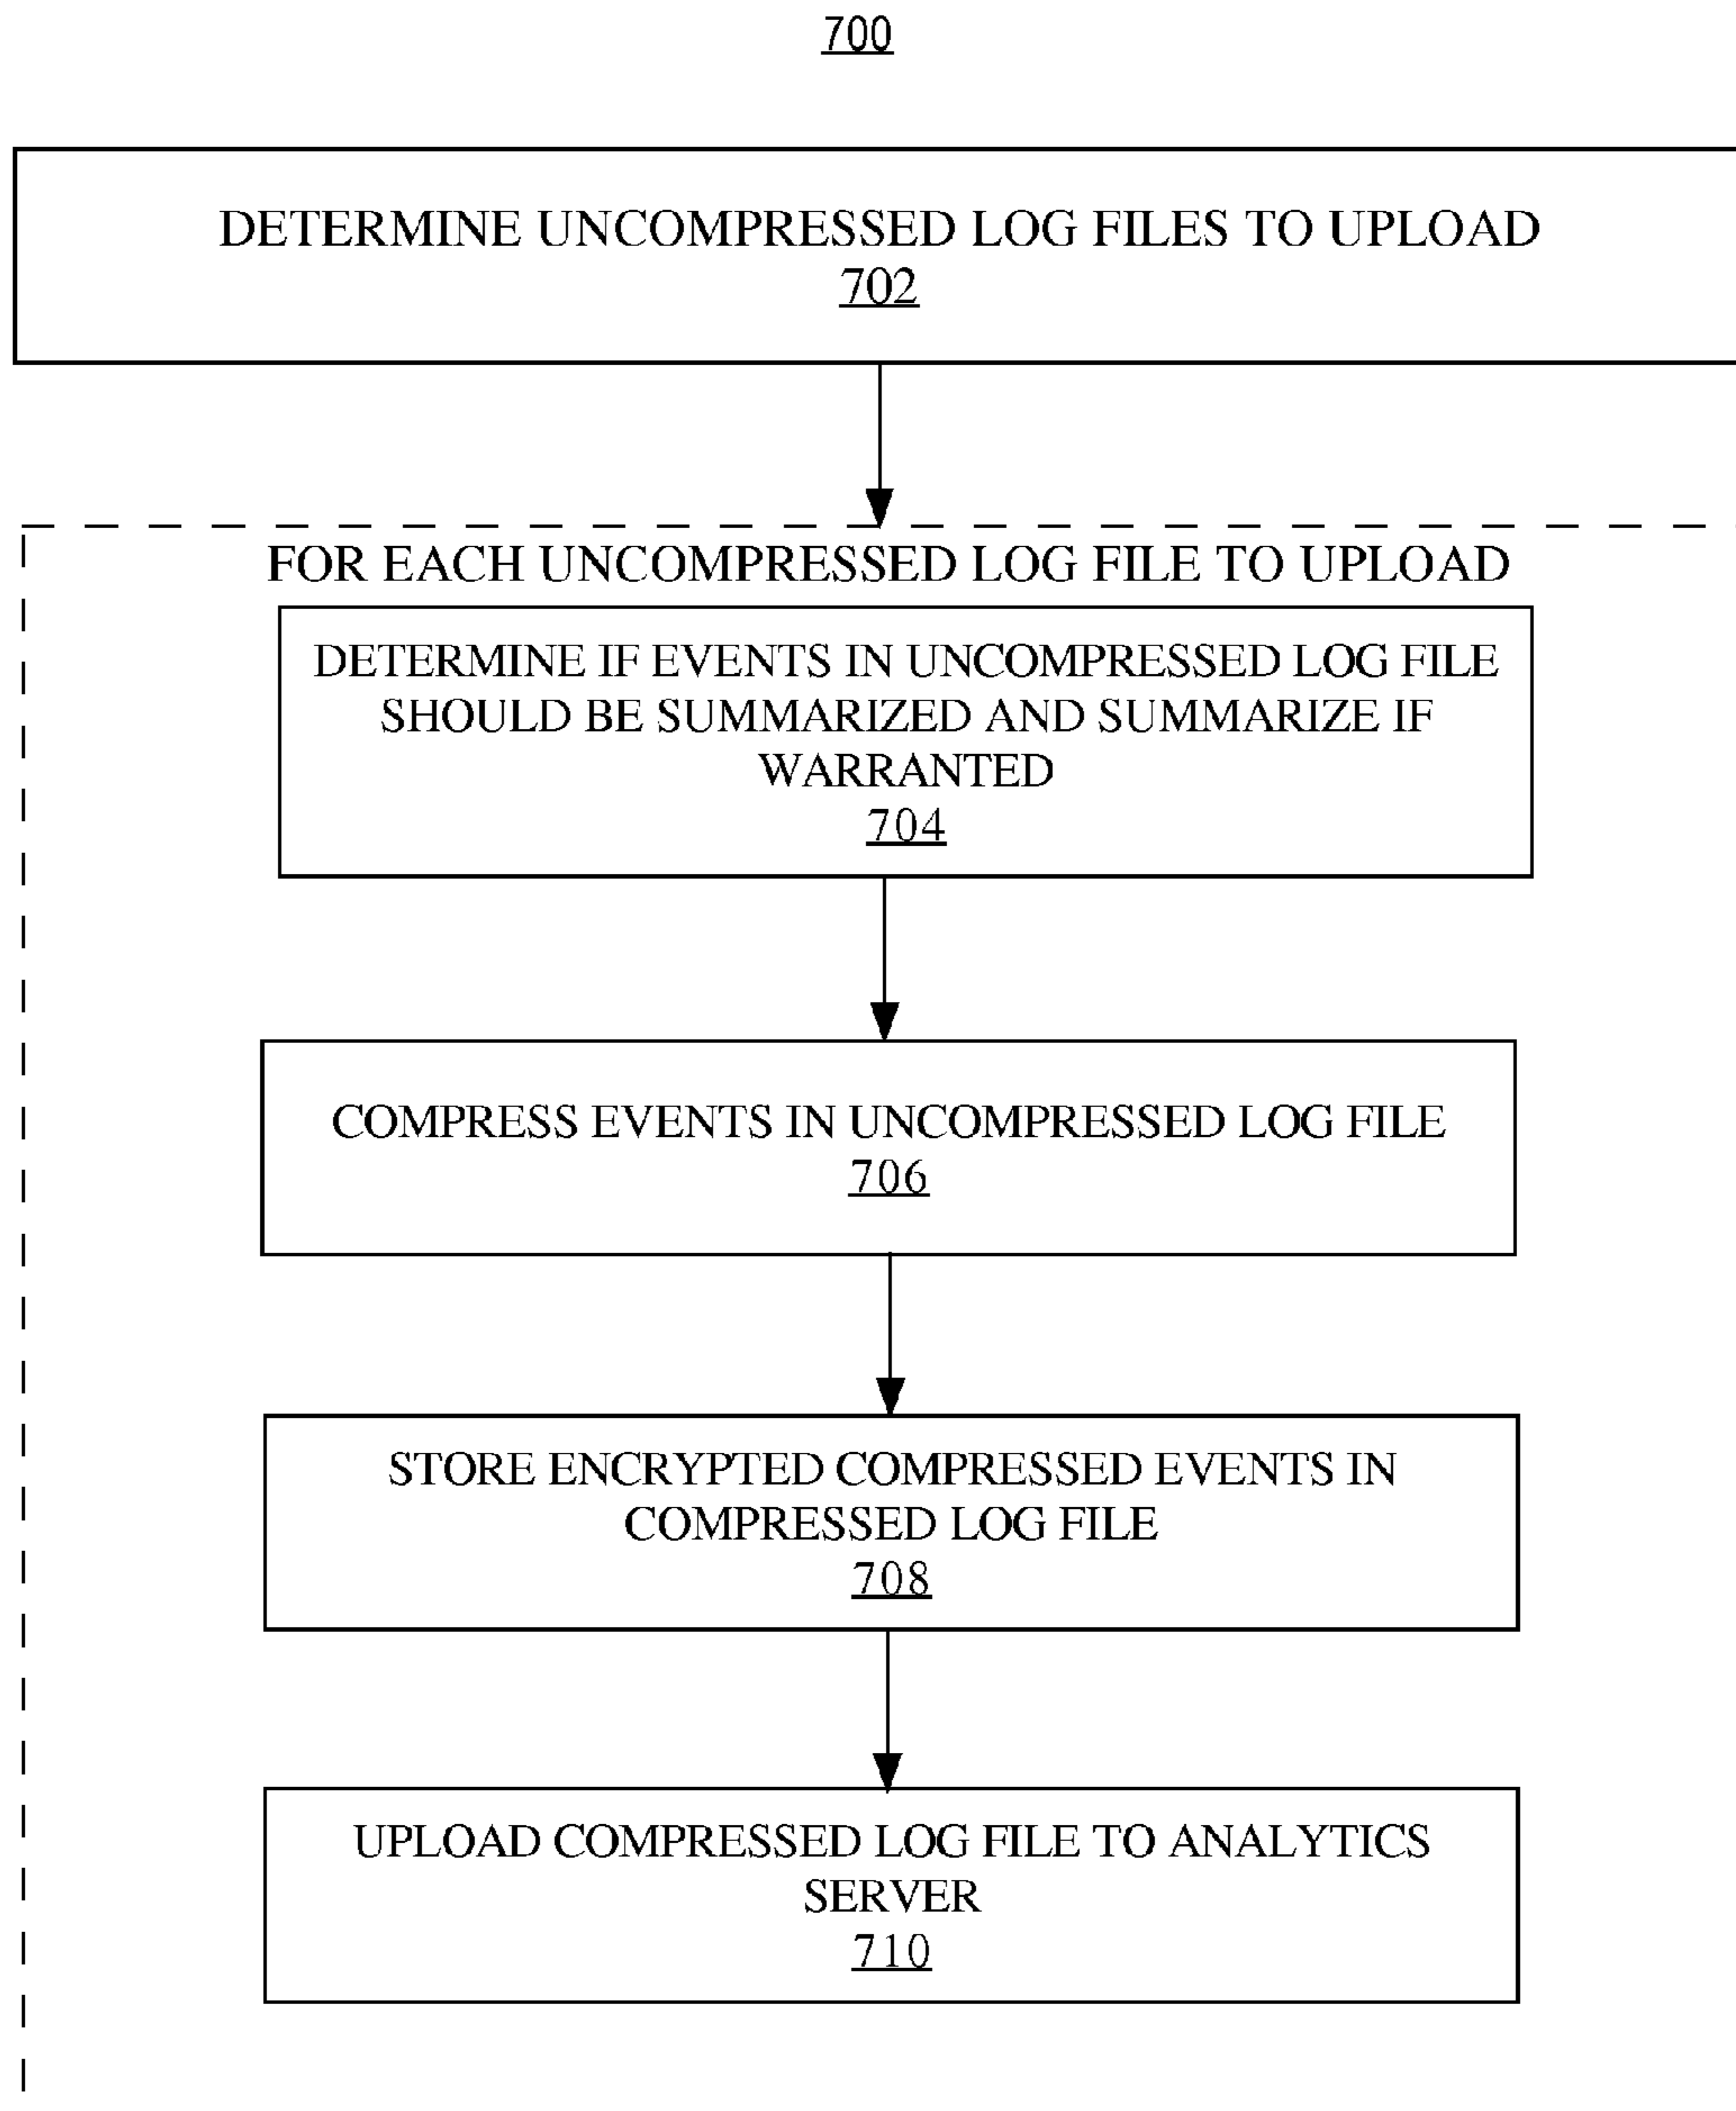 700
DETERMINE UNCOMPRESSED LOG FILES TO UPLOAD
702
FOR EACH UNCOMPRESSED LOG FILE TO UPLOAD
DETERMINE IF EVENTS IN UNCOMPRESSED LOG FILE
SHOULD BE SUMMARIZED AND SUMMARIZE IF
WARRANTED
704
COMPRESS EVENTS IN UNCOMPRESSED LOG FILE
706
STORE ENCRYPTED COMPRESSED EVENTS IN
COMPRESSED LOG FILE
708
UPLOAD COMPRESSED LOG FILE TO ANALYTICS
SERVER
710